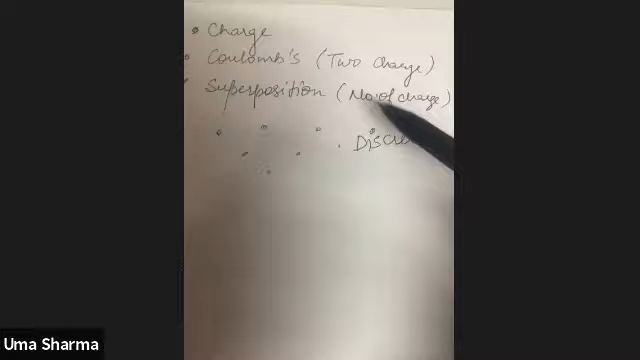 • Charge
• Coulomb's (Two Charge)
• Superposition (No. of charge)
Uma Sharma